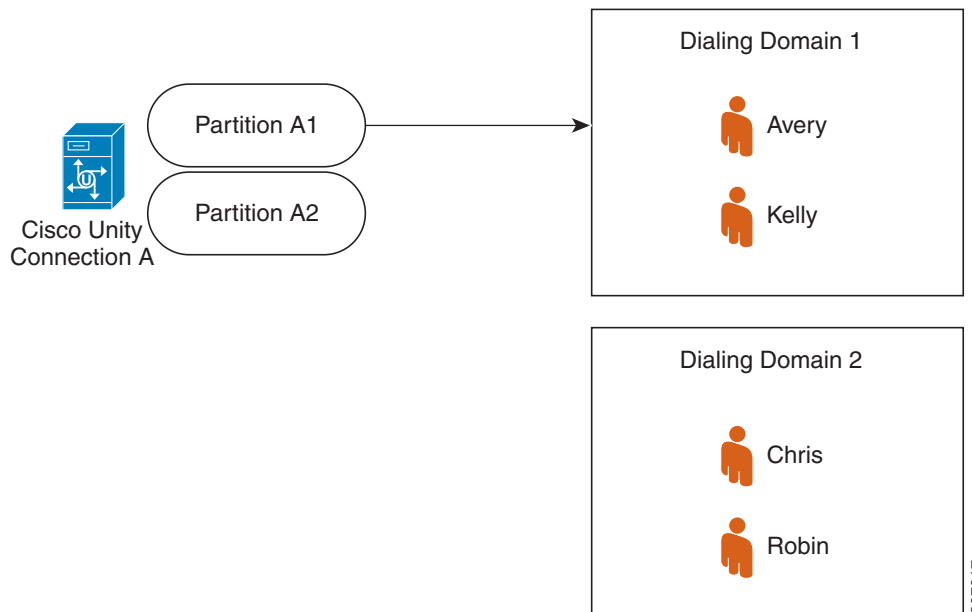 Dialing Domain 1
Partition A1
Avery
Partition A2
Kelly
Cisco Unity
Connection A
Dialing Domain 2
Chris
Robin